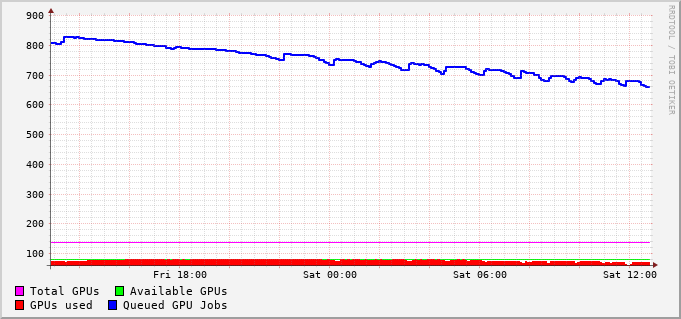 900
800
700
600
500
400
300
200
100
Fri 18:00 Sat 00:00 Sat 06:00 Sat 12:00
Total GPUs Available GPUs
GPUs used Queued GPU Jobs
RRDTOOL / TOBI OETIKER